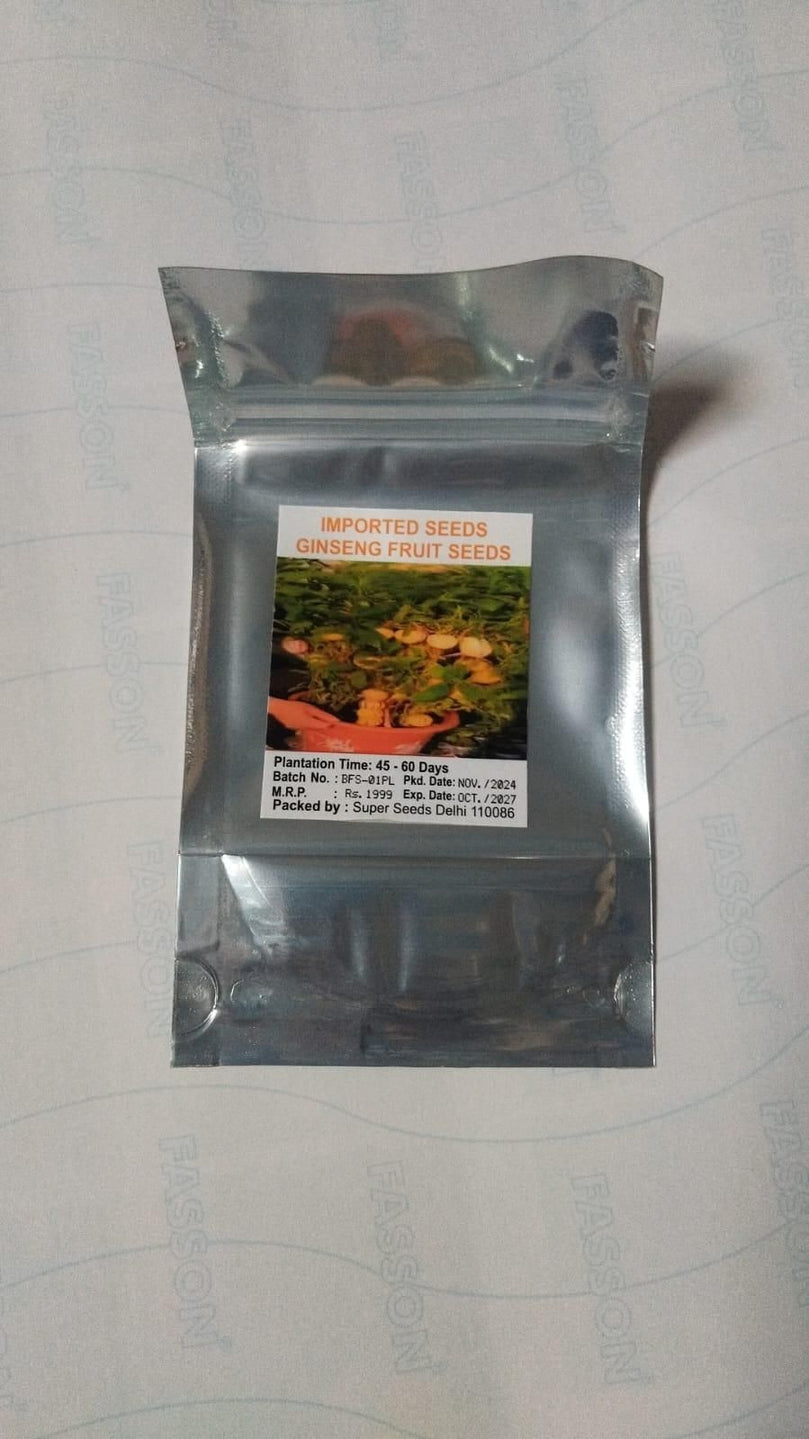 IMPORTED SEEDS
GINSENG FRUIT SEEDS
Plantation Time: 45 - 60 Days
Batch No. : BFS-01PL Pkd. Date: NOV. /2024
M.R.P. : Rs. 1999 Exp. Date: OCT. /2027
Packed by : Super Seeds Delhi 110086
FASSON
FASSON
FASSON
FASSON
FASSON
FASSON
FASSON
FASSON
FASSON
FASSON